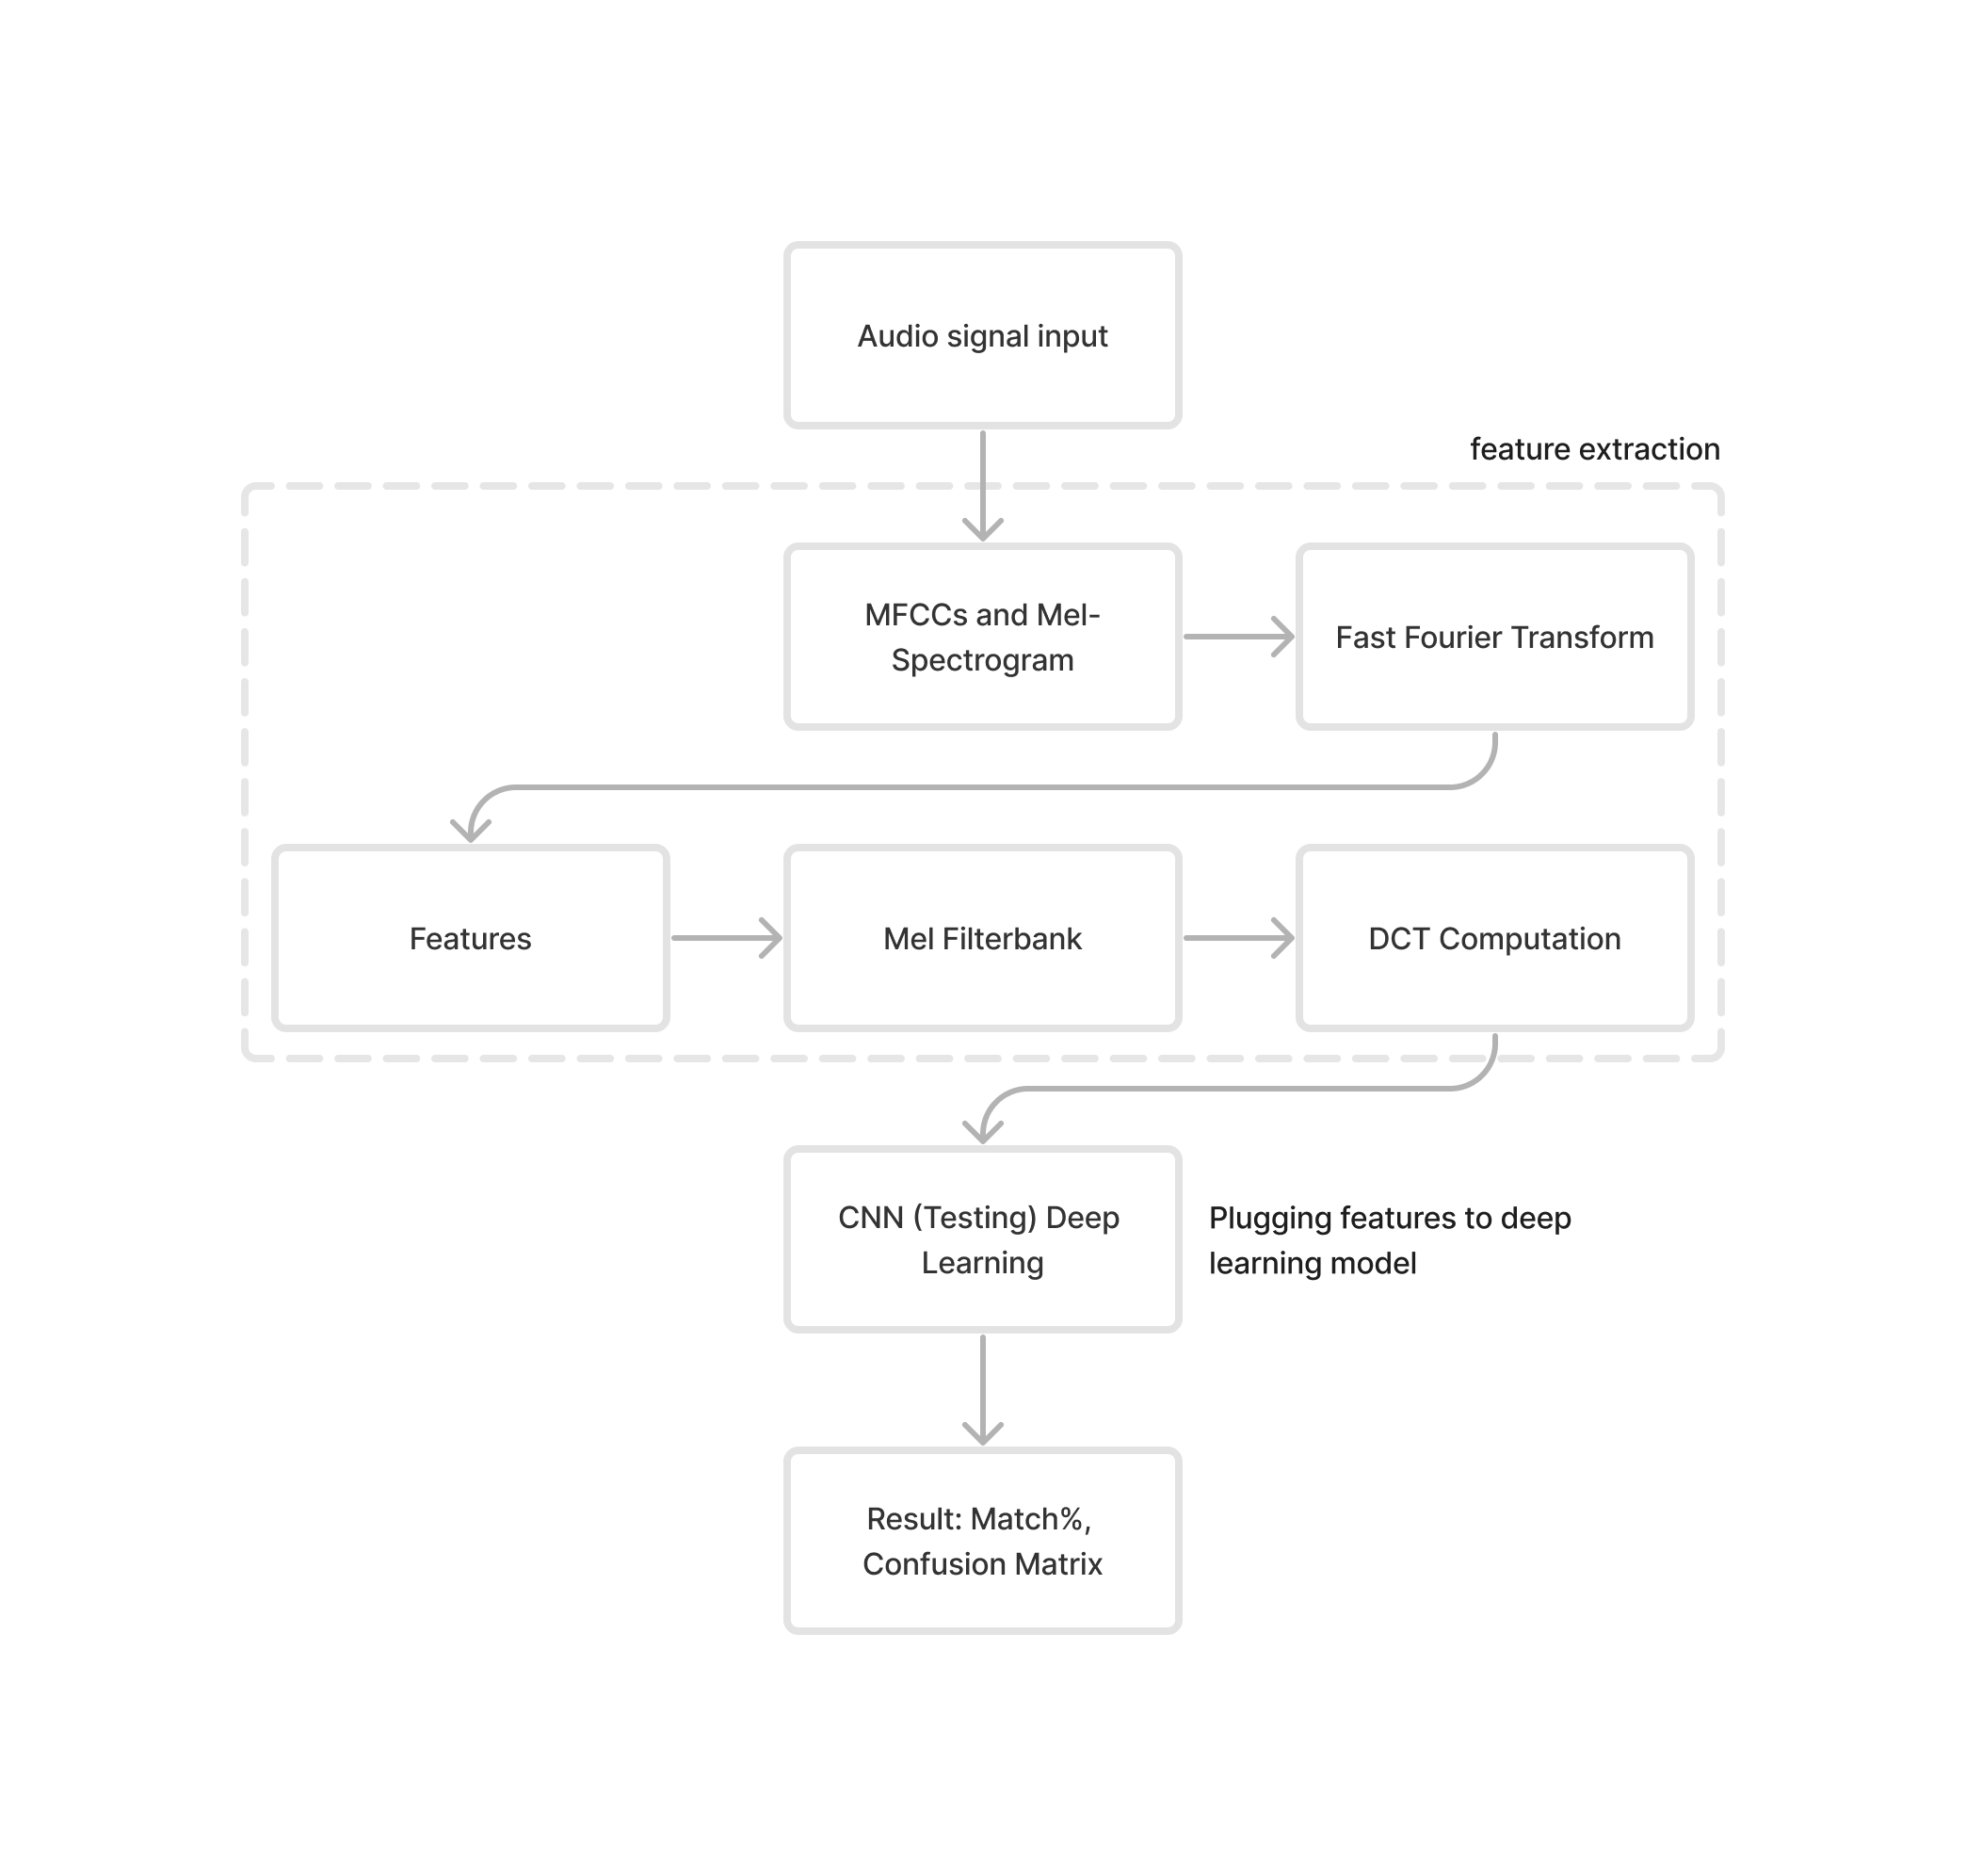 Audio signal input
feature extraction
MFCCs and Mel-
Spectrogram
Fast Fourier Transform
Features
Mel Filterbank
DCT Computation
CNN (Testing) Deep
Learning
Plugging features to deep
learning model
Result: Match%,
Confusion Matrix